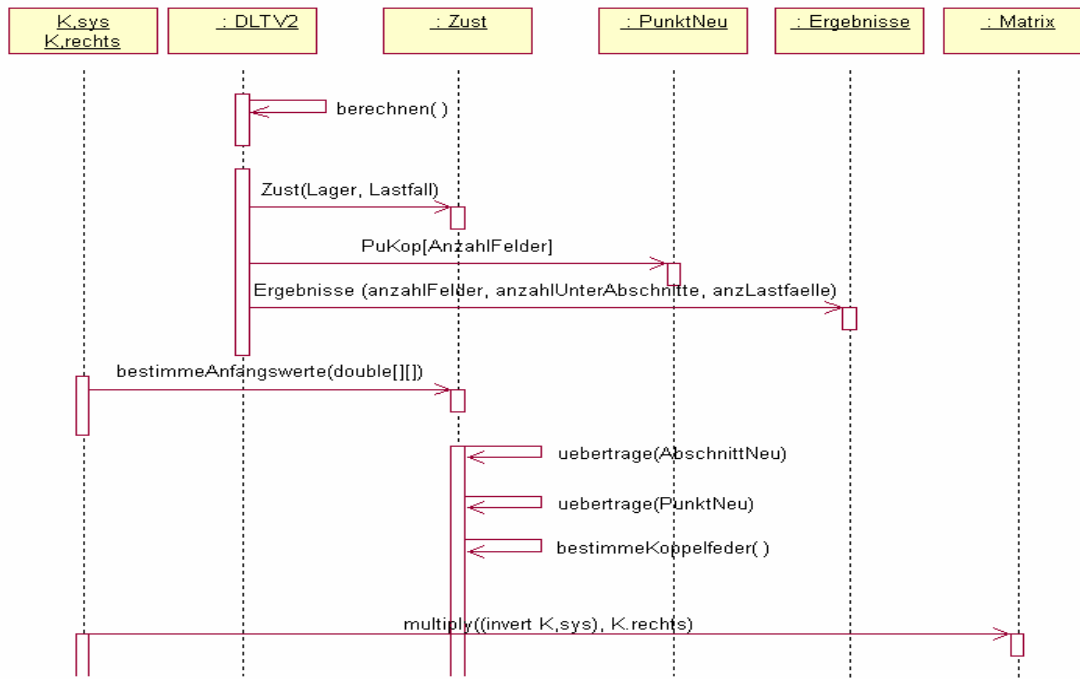 K,sys
K,rechts
: DLTV2
: Zust
: PunktNeu
: Ergebnisse
: Matrix
berechnen( )
Zust(Lager, Lastfall)
PuKop[AnzahlFelder]
Ergebnisse (anzahlFelder, anzahlUnterAbschnitte, anzLastfaelle)
bestimmeAnfangswerte(double[][])
uebertrage(AbschnittNeu)
uebertrage(PunktNeu)
bestimmeKoppelfeder( )
multiply((invert K,sys), K.rechts)